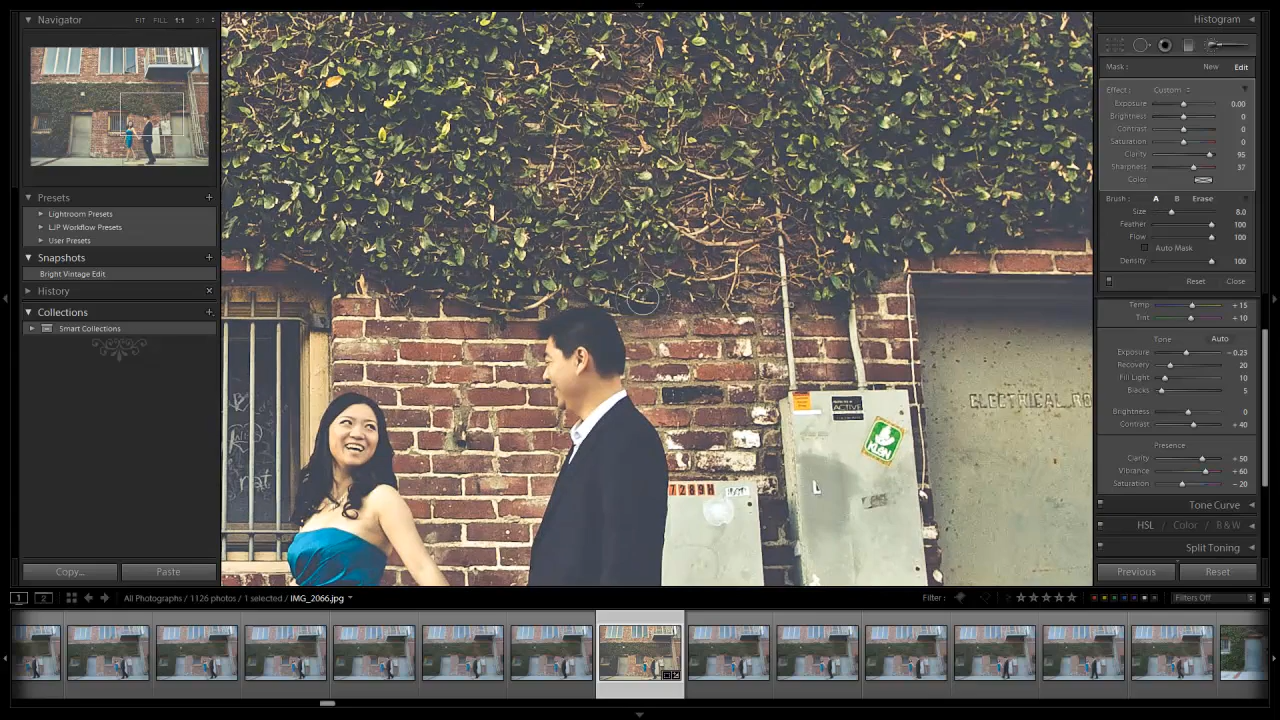 Navigator FIT FILL 1:1 3:1
Presets
Lightroom Presets
LJP Workflow Presets
User Presets
Snapshots
Bright Vintage Edit
History
Collections
Smart Collections
Copy... Paste
ACTIVE
ELECTRICAL RO
KLSN
7289H
Histogram
Mask : New Edit
Effect : Custom
Exposure 0.00
Brightness 0
Contrast 0
Saturation 0
Clarity 95
Sharpness 37
Color
Brush : A B Erase
Size 8.0
Feather 100
Flow 100
Auto Mask
Density 100
Reset Close
Temp + 15
Tint + 10
Tone Auto
Exposure − 0.23
Recovery 20
Fill Light 10
Blacks 5
Brightness 0
Contrast + 40
Presence
Clarity + 50
Vibrance + 60
Saturation − 20
Tone Curve
HSL / Color / B & W
Split Toning
Previous Reset
1 2 All Photographs / 1126 photos / 1 selected / IMG_2066.jpg Filter : Filters Off